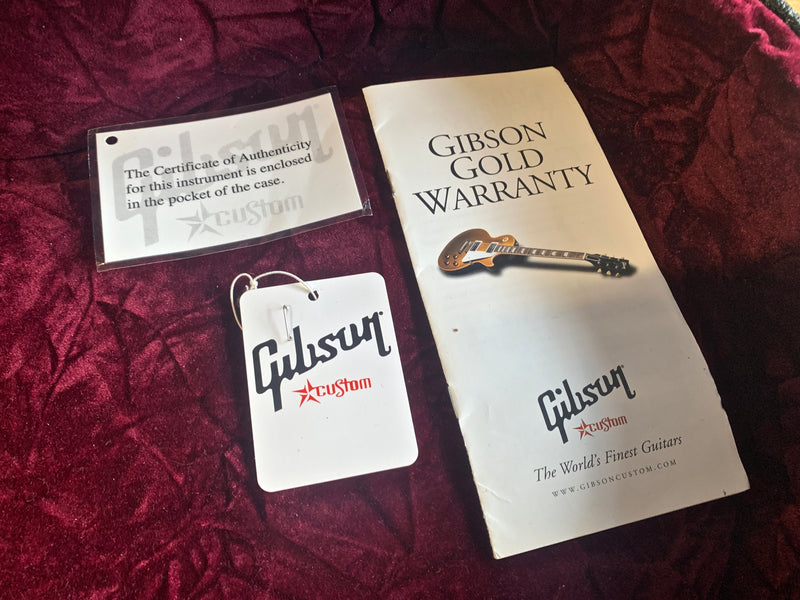 Gibson
custom
The Certificate of Authenticity
for this instrument is enclosed
in the pocket of the case.
Gibson
custom
GIBSON
GOLD
WARRANTY
Gibson
custom
The World's Finest Guitars
WWW.GIBSONCUSTOM.COM